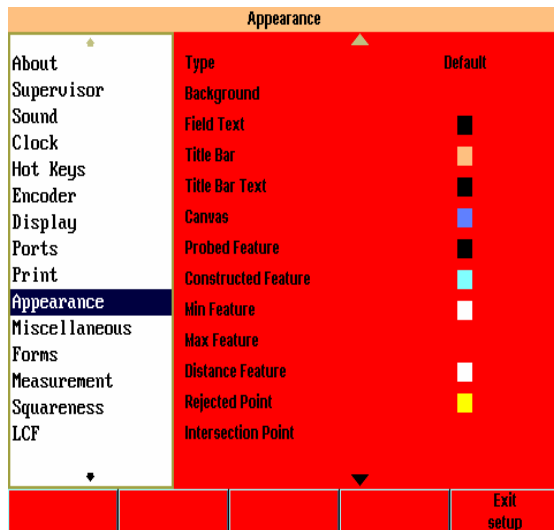 Appearance
About
Supervisor
Sound
Clock
Hot Keys
Encoder
Display
Ports
Print
Appearance
Miscellaneous
Forms
Measurement
Squareness
LCF
Type Default
Background
Field Text
Title Bar
Title Bar Text
Canvas
Probed Feature
Constructed Feature
Min Feature
Max Feature
Distance Feature
Rejected Point
Intersection Point
Exit
setup